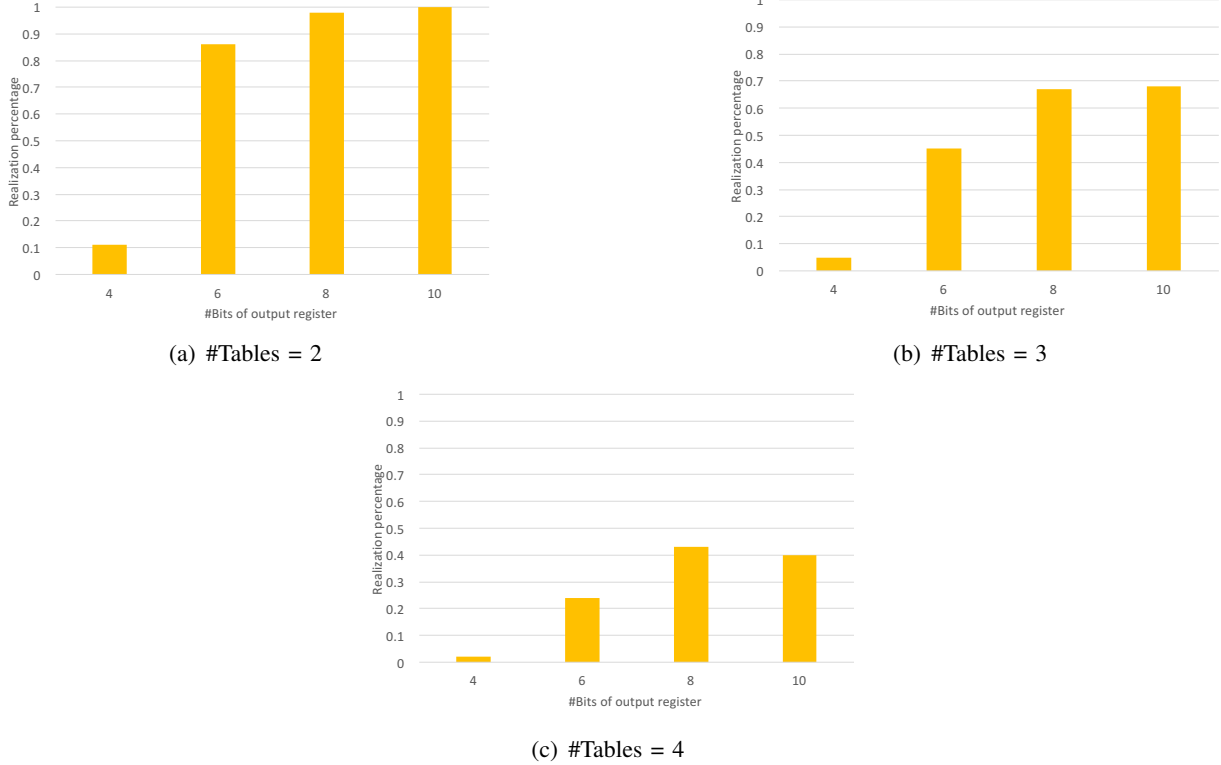 1
0.9
0.8
0.7
0.6
0.5
0.4
0.3
0.2
0.1
0
Realization percentage
4 6 8 10
#Bits of output register
(a) #Tables = 2
1
0.9
0.8
0.7
0.6
0.5
0.4
0.3
0.2
0.1
0
Realization percentage
4 6 8 10
#Bits of output register
(b) #Tables = 3
1
0.9
0.8
0.7
0.6
0.5
0.4
0.3
0.2
0.1
0
Realization percentage
4 6 8 10
#Bits of output register
(c) #Tables = 4